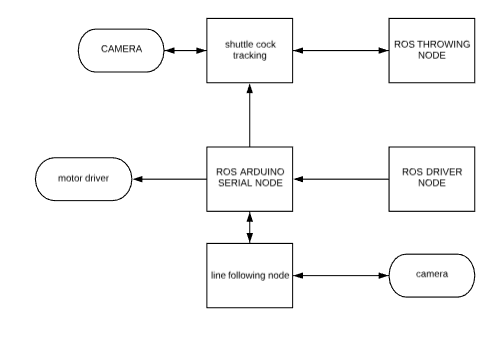 CAMERA
shuttle cock
tracking
ROS THROWING
NODE
motor driver
ROS ARDUINO
SERIAL NODE
ROS DRIVER
NODE
line following node
camera